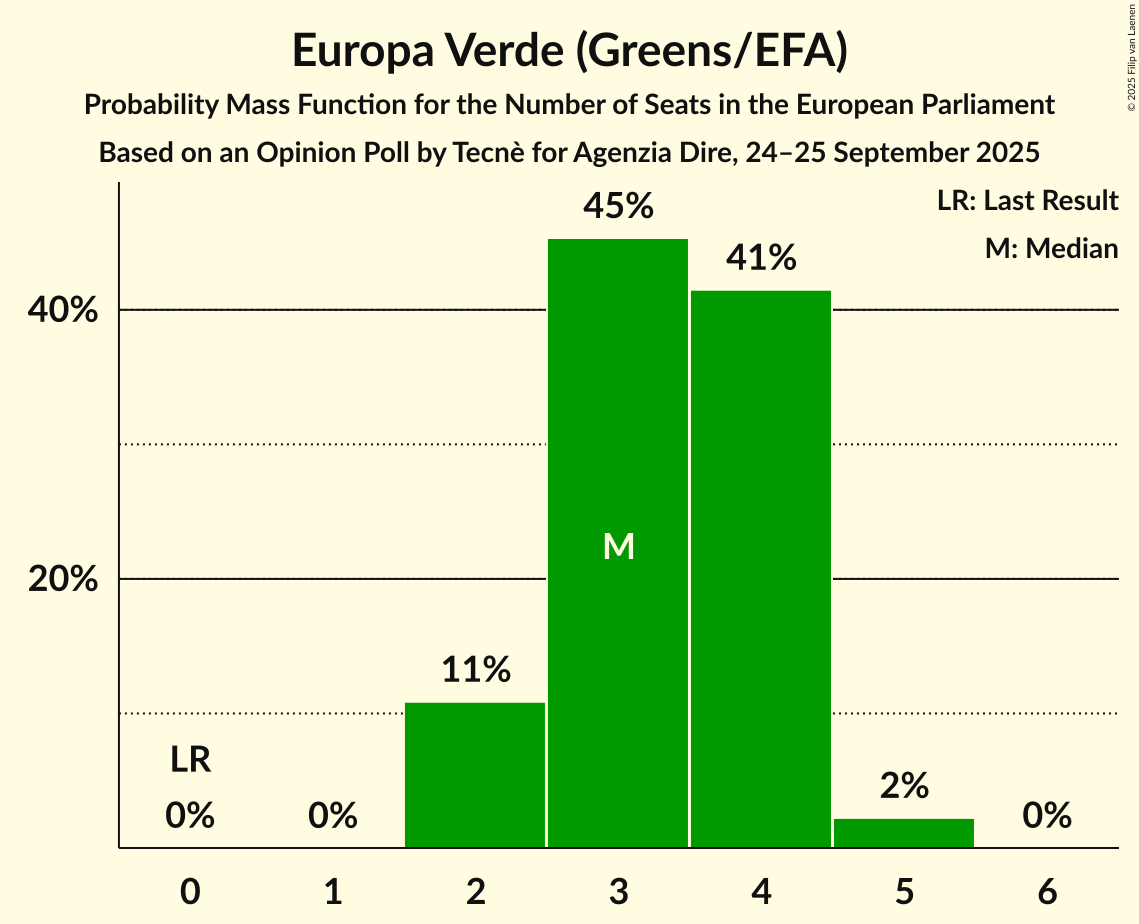 Europa Verde (Greens/EFA)
Probability Mass Function for the Number of Seats in the European Parliament
Based on an Opinion Poll by Tecnè for Agenzia Dire, 24–25 September 2025
© 2025 Filip van Laenen
LR: Last Result
M: Median
45%
41%
40%
M
20%
11%
LR
2%
0%
0%
0%
0 1 2 3 4 5 6